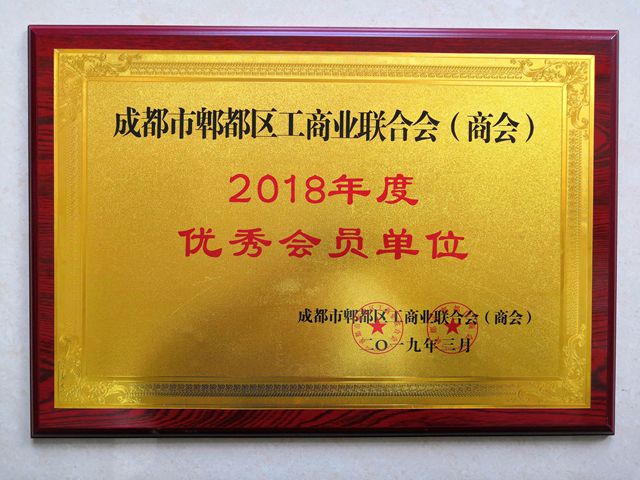 成都市郫都区工商业联合会（商会）
2018年度
优秀会员单位
成都市郫都区工商业联合会（商会）
二〇一九年三月